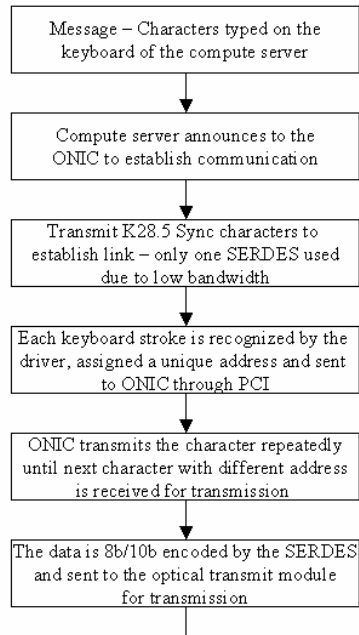 Message – Characters typed on the
keyboard of the compute server
Compute server announces to the
ONIC to establish communication
Transmit K28.5 Sync characters to
establish link – only one SERDES used
due to low bandwidth
Each keyboard stroke is recognized by the
driver, assigned a unique address and sent
to ONIC through PCI
ONIC transmits the character repeatedly
until next character with different address
is received for transmission
The data is 8b/10b encoded by the SERDES
and sent to the optical transmit module
for transmission